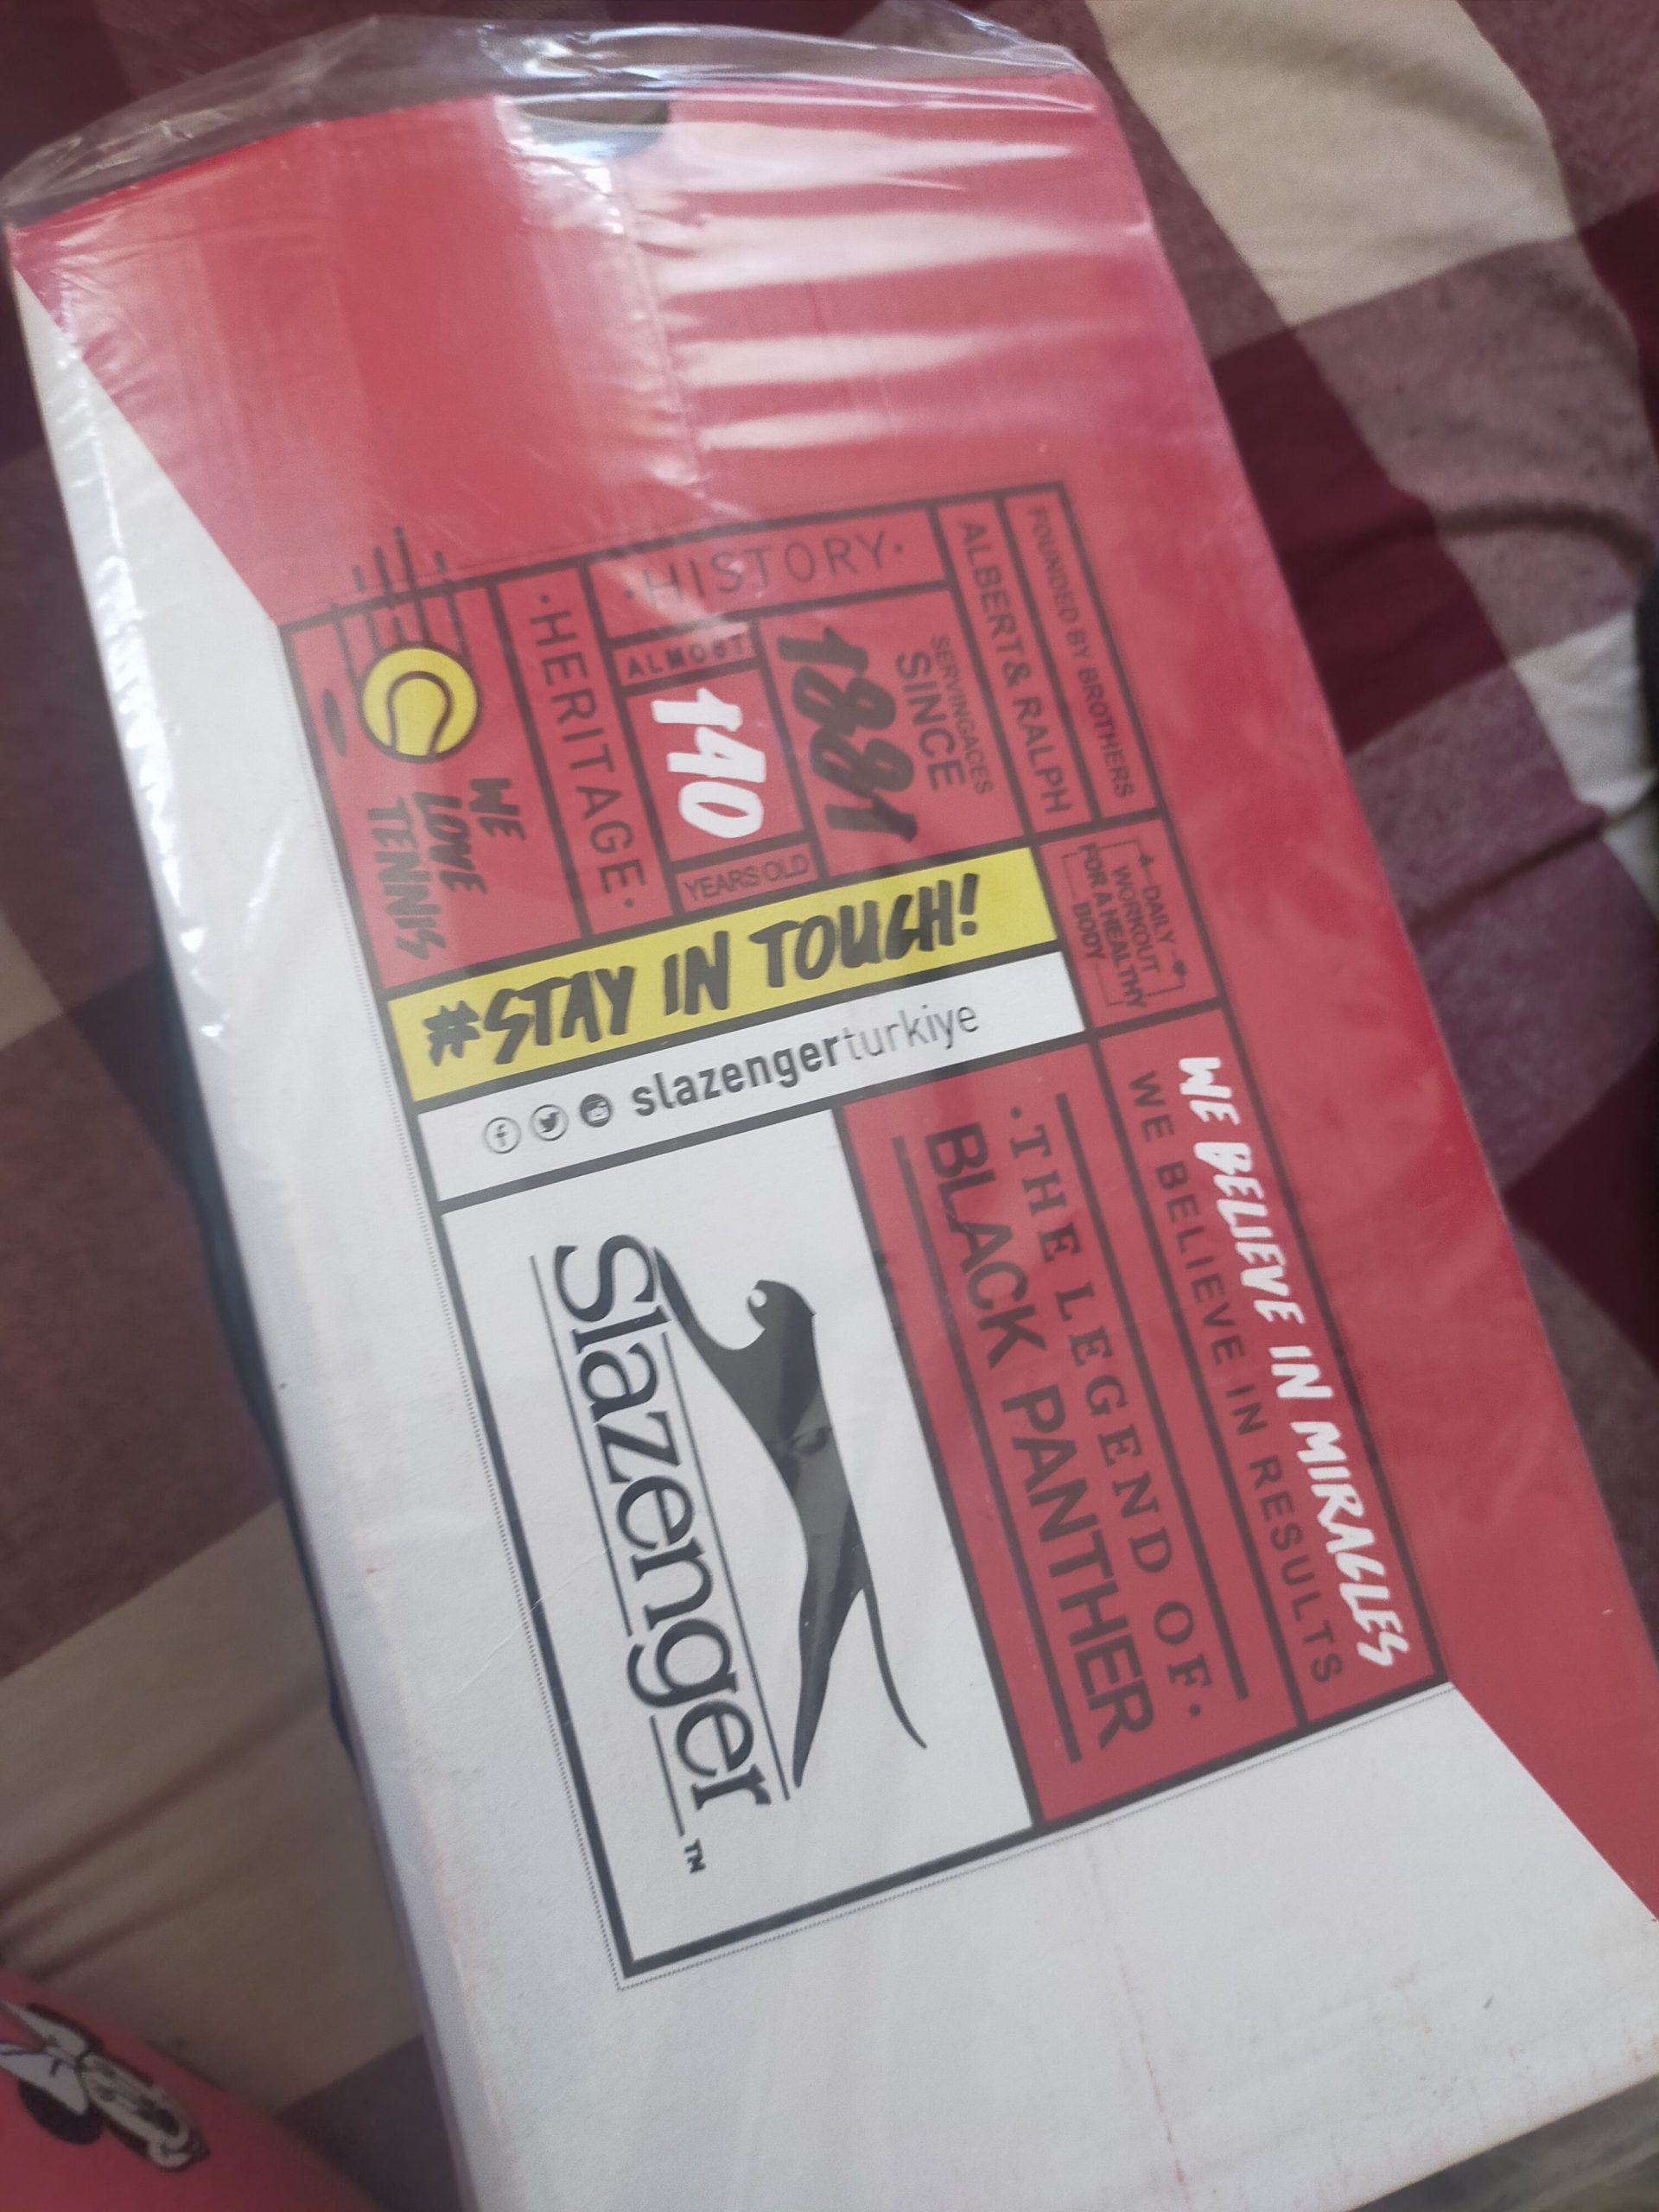 WE BELIEVE IN MIRACLES
WE BELIEVE IN RESULTS
·THE LEGEND OF·
BLACK PANTHER
Slazenger™
FOUNDED BY BROTHERS
ALBERT & RALPH
DAILY
WORKOUT
FOR A HEALTHY
BODY
·HISTORY·
SERVING ACES
SINCE
1881
ALMOST
140
YEARS OLD
·HERITAGE·
WE
LOVE
TENNIS
#STAY IN TOUCH!
slazengerturkiye